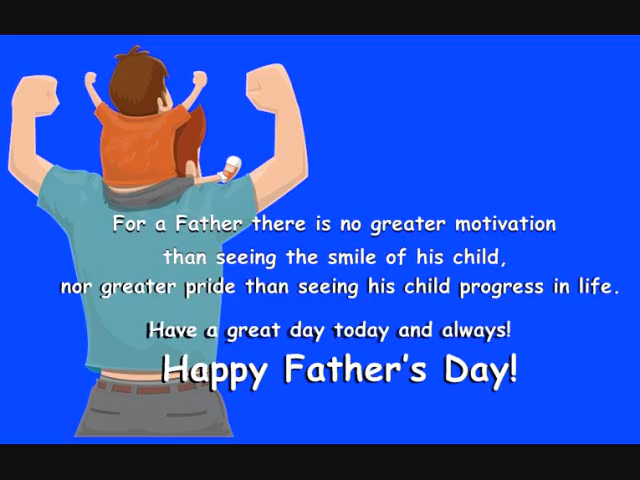 For a Father there is no greater motivation
than seeing the smile of his child,
nor greater pride than seeing his child progress in life.
Have a great day today and always!
Happy Father's Day!